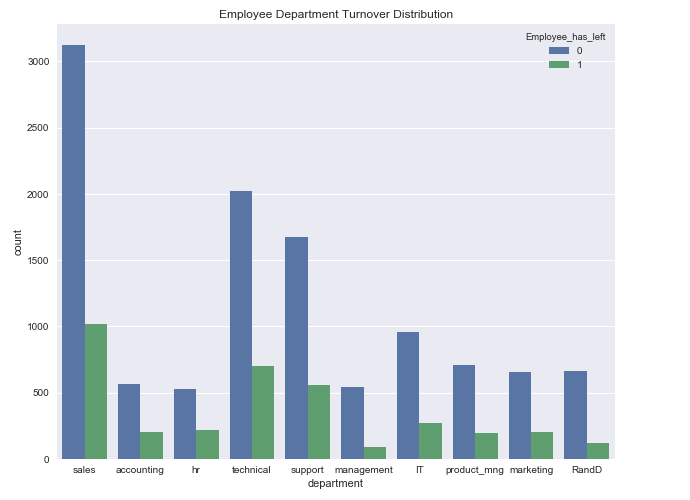 Employee Department Turnover Distribution
Employee_has_left
0
1
3000
2500
2000
1500
1000
500
0
count
sales accounting hr technical support management IT product_mng marketing RandD
department